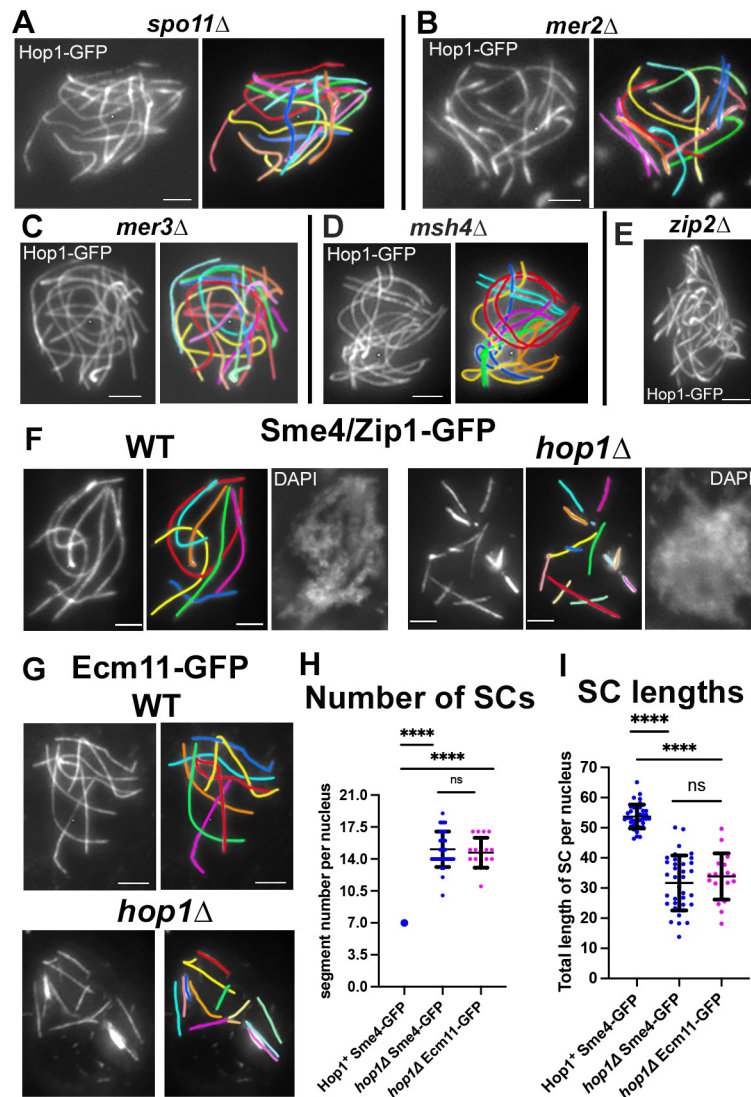 A
spo11Δ
Hop1-GFP
B
mer2Δ
Hop1-GFP
C
mer3Δ
Hop1-GFP
D
msh4Δ
Hop1-GFP
E
zip2Δ
Hop1-GFP
F
Sme4/Zip1-GFP
WT
hop1Δ
DAPI
DAPI
G
Ecm11-GFP
WT
hop1Δ
H
Number of SCs
****
****
ns
segment number per nucleus
21.0
17.5
14.0
10.5
7.0
3.5
0.0
Hop1+ Sme4-GFP
hop1Δ Sme4-GFP
hop1Δ Ecm11-GFP
I
SC lengths
****
****
ns
Total length of SC per nucleus
70
60
50
40
30
20
10
0
Hop1+ Sme4-GFP
hop1Δ Sme4-GFP
hop1Δ Ecm11-GFP